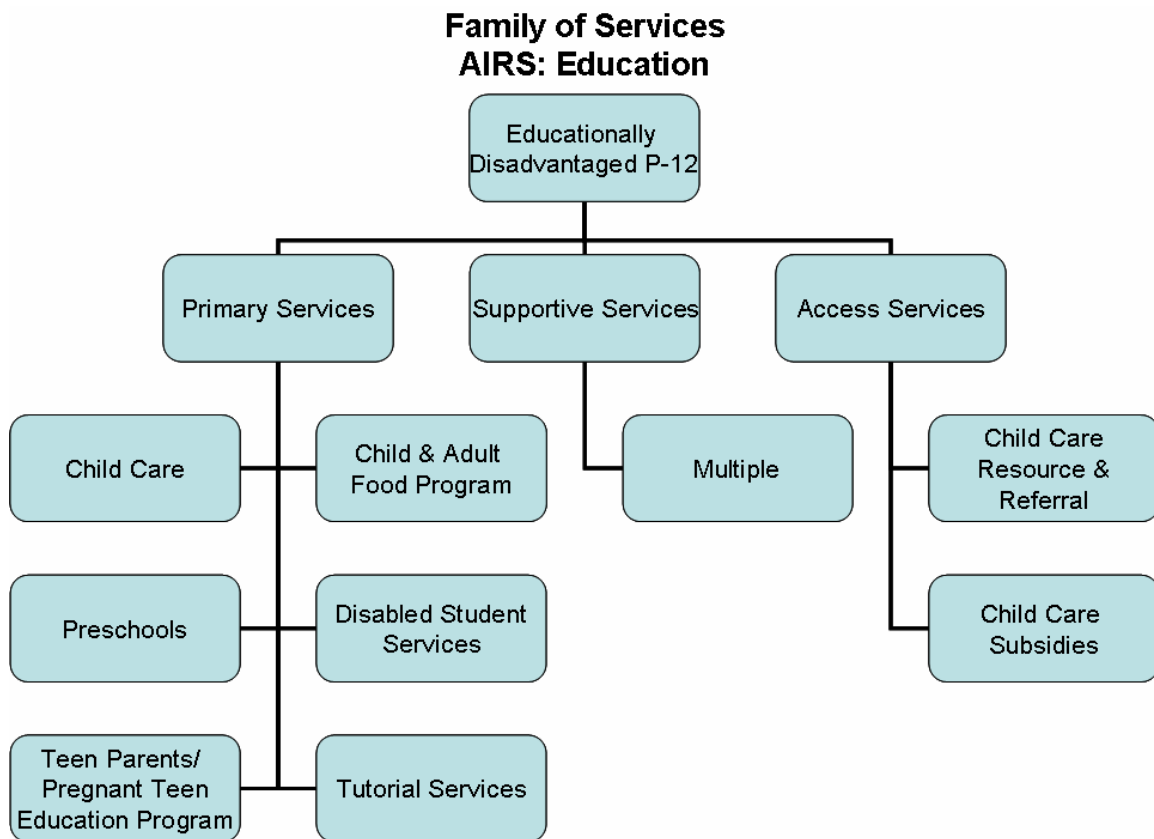 Family of Services
AIRS: Education
Educationally
Disadvantaged P-12
Primary Services
Supportive Services
Access Services
Child Care
Child & Adult
Food Program
Multiple
Child Care
Resource &
Referral
Preschools
Disabled Student
Services
Child Care
Subsidies
Teen Parents/
Pregnant Teen
Education Program
Tutorial Services